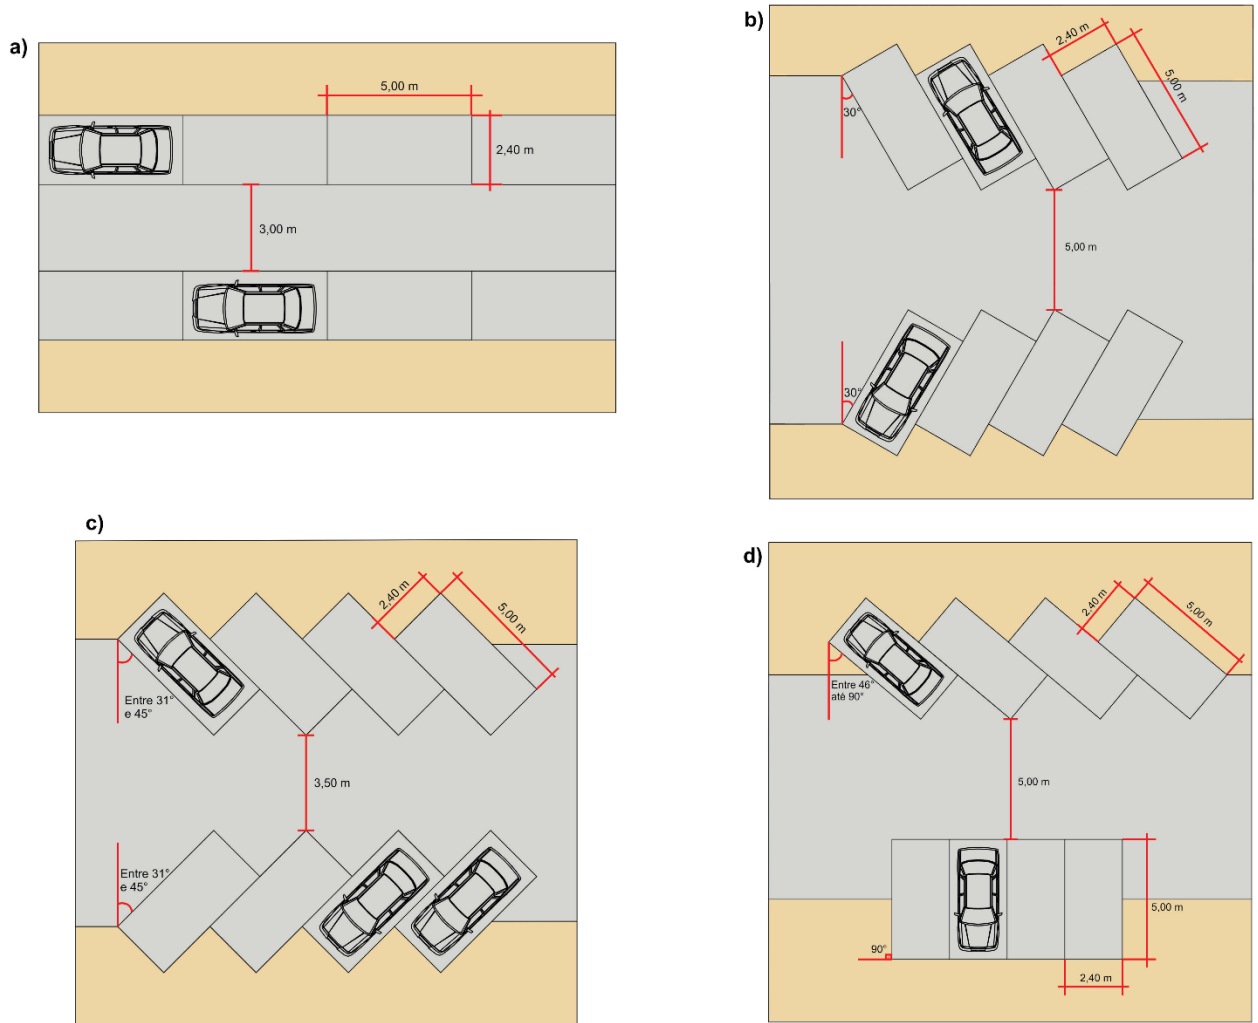 a)
5,00 m
2,40 m
3,00 m
b)
2,40 m
5,00 m
30°
5,00 m
30°
c)
2,40 m
5,00 m
Entre 31°
e 45°
3,50 m
Entre 31°
e 45°
d)
2,40 m
5,00 m
Entre 46°
até 90°
5,00 m
5,00 m
90°
2,40 m